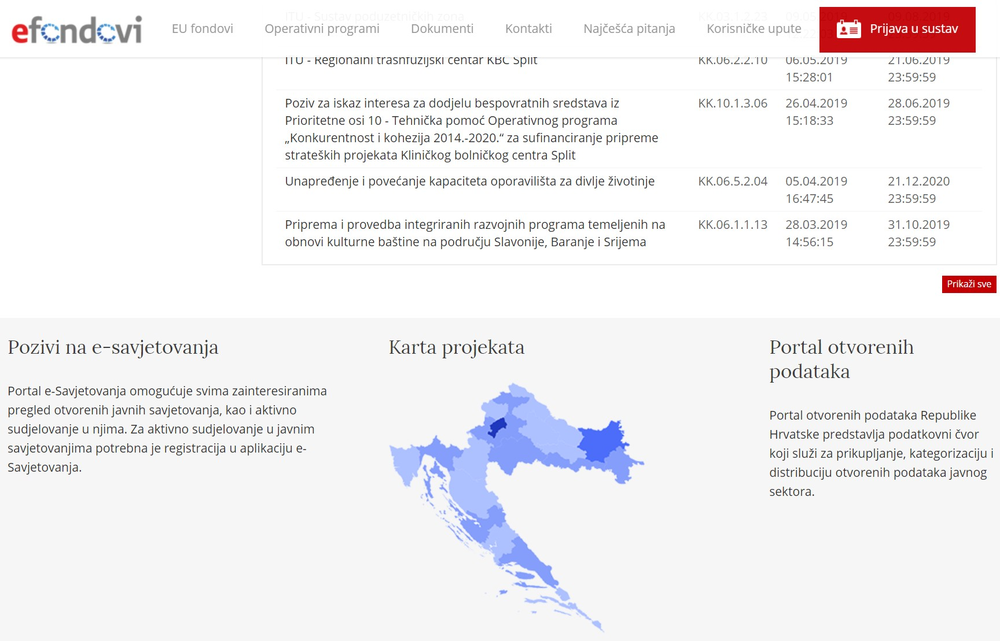 ITU - Sustav poduzetničkih zona KK.03.1.2.23 09.05.2019 09.08.2019
efondovi EU fondovi Operativni programi Dokumenti Kontakti Najčešća pitanja Korisničke upute Prijava u sustav
ITU - Regionalni trasnfuzijski centar KBC Split KK.06.2.2.10 06.05.2019 21.06.2019
15:28:01 23:59:59
Poziv za iskaz interesa za dodjelu bespovratnih sredstava iz KK.10.1.3.06 26.04.2019 28.06.2019
Prioritetne osi 10 - Tehnička pomoć Operativnog programa 15:18:33 23:59:59
„Konkurentnost i kohezija 2014.-2020.“ za sufinanciranje pripreme
strateških projekata Kliničkog bolničkog centra Split
Unapređenje i povećanje kapaciteta oporavilišta za divlje životinje KK.06.5.2.04 05.04.2019 21.12.2020
16:47:45 23:59:59
Priprema i provedba integriranih razvojnih programa temeljenih na KK.06.1.1.13 28.03.2019 31.10.2019
obnovi kulturne baštine na području Slavonije, Baranje i Srijema 14:56:15 23:59:59
Prikaži sve
Pozivi na e-savjetovanja
Portal e-Savjetovanja omogućuje svima zainteresiranima
pregled otvorenih javnih savjetovanja, kao i aktivno
sudjelovanje u njima. Za aktivno sudjelovanje u javnim
savjetovanjima potrebna je registracija u aplikaciju e-
Savjetovanja.
Karta projekata
Portal otvorenih
podataka
Portal otvorenih podataka Republike
Hrvatske predstavlja podatkovni čvor
koji služi za prikupljanje, kategorizaciju i
distribuciju otvorenih podataka javnog
sektora.